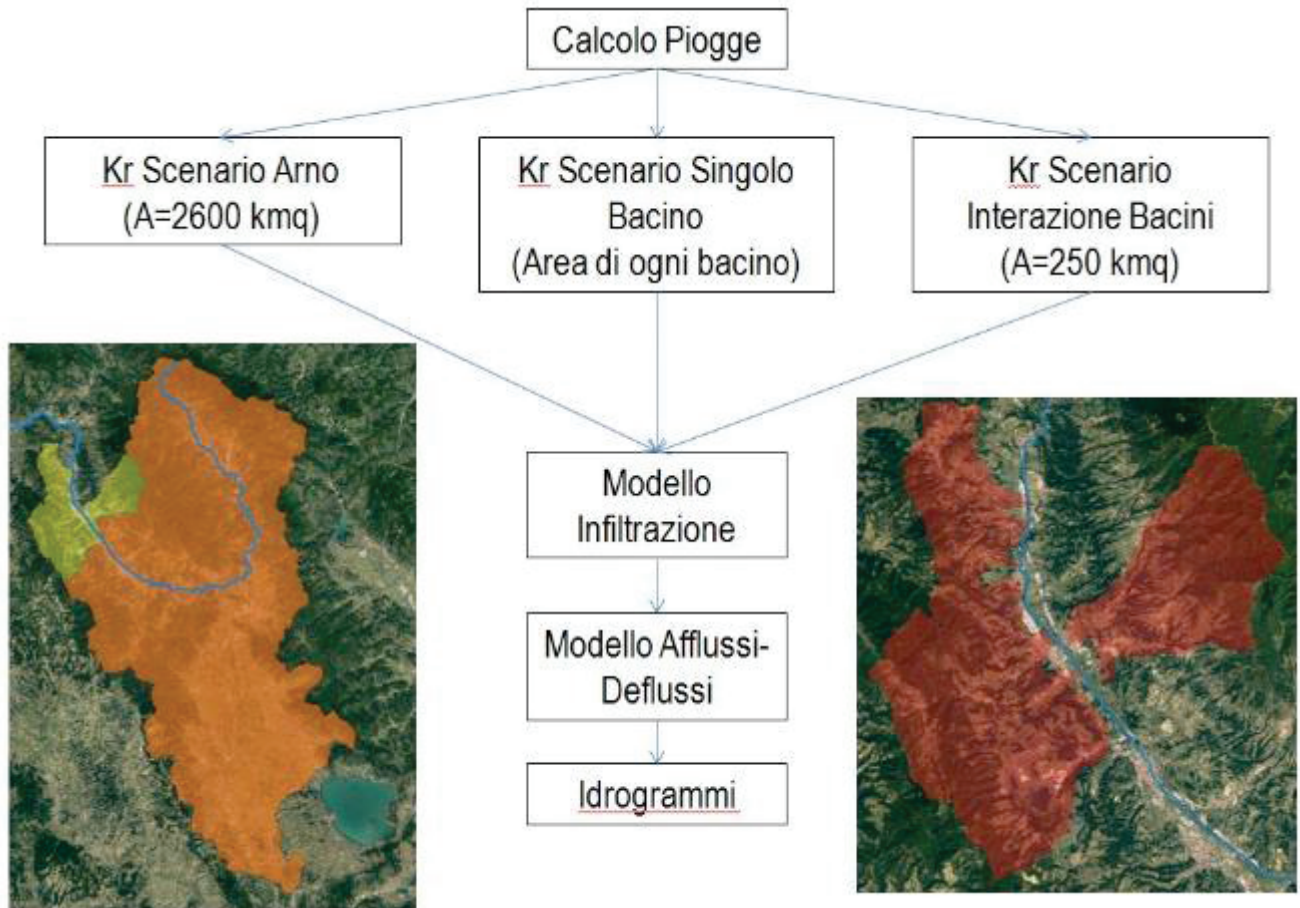 Calcolo Piogge
Kr Scenario Arno
(A=2600 kmq)
Kr Scenario Singolo
Bacino
(Area di ogni bacino)
Kr Scenario
Interazione Bacini
(A=250 kmq)
Modello
Infiltrazione
Modello Afflussi-
Deflussi
Idrogrammi